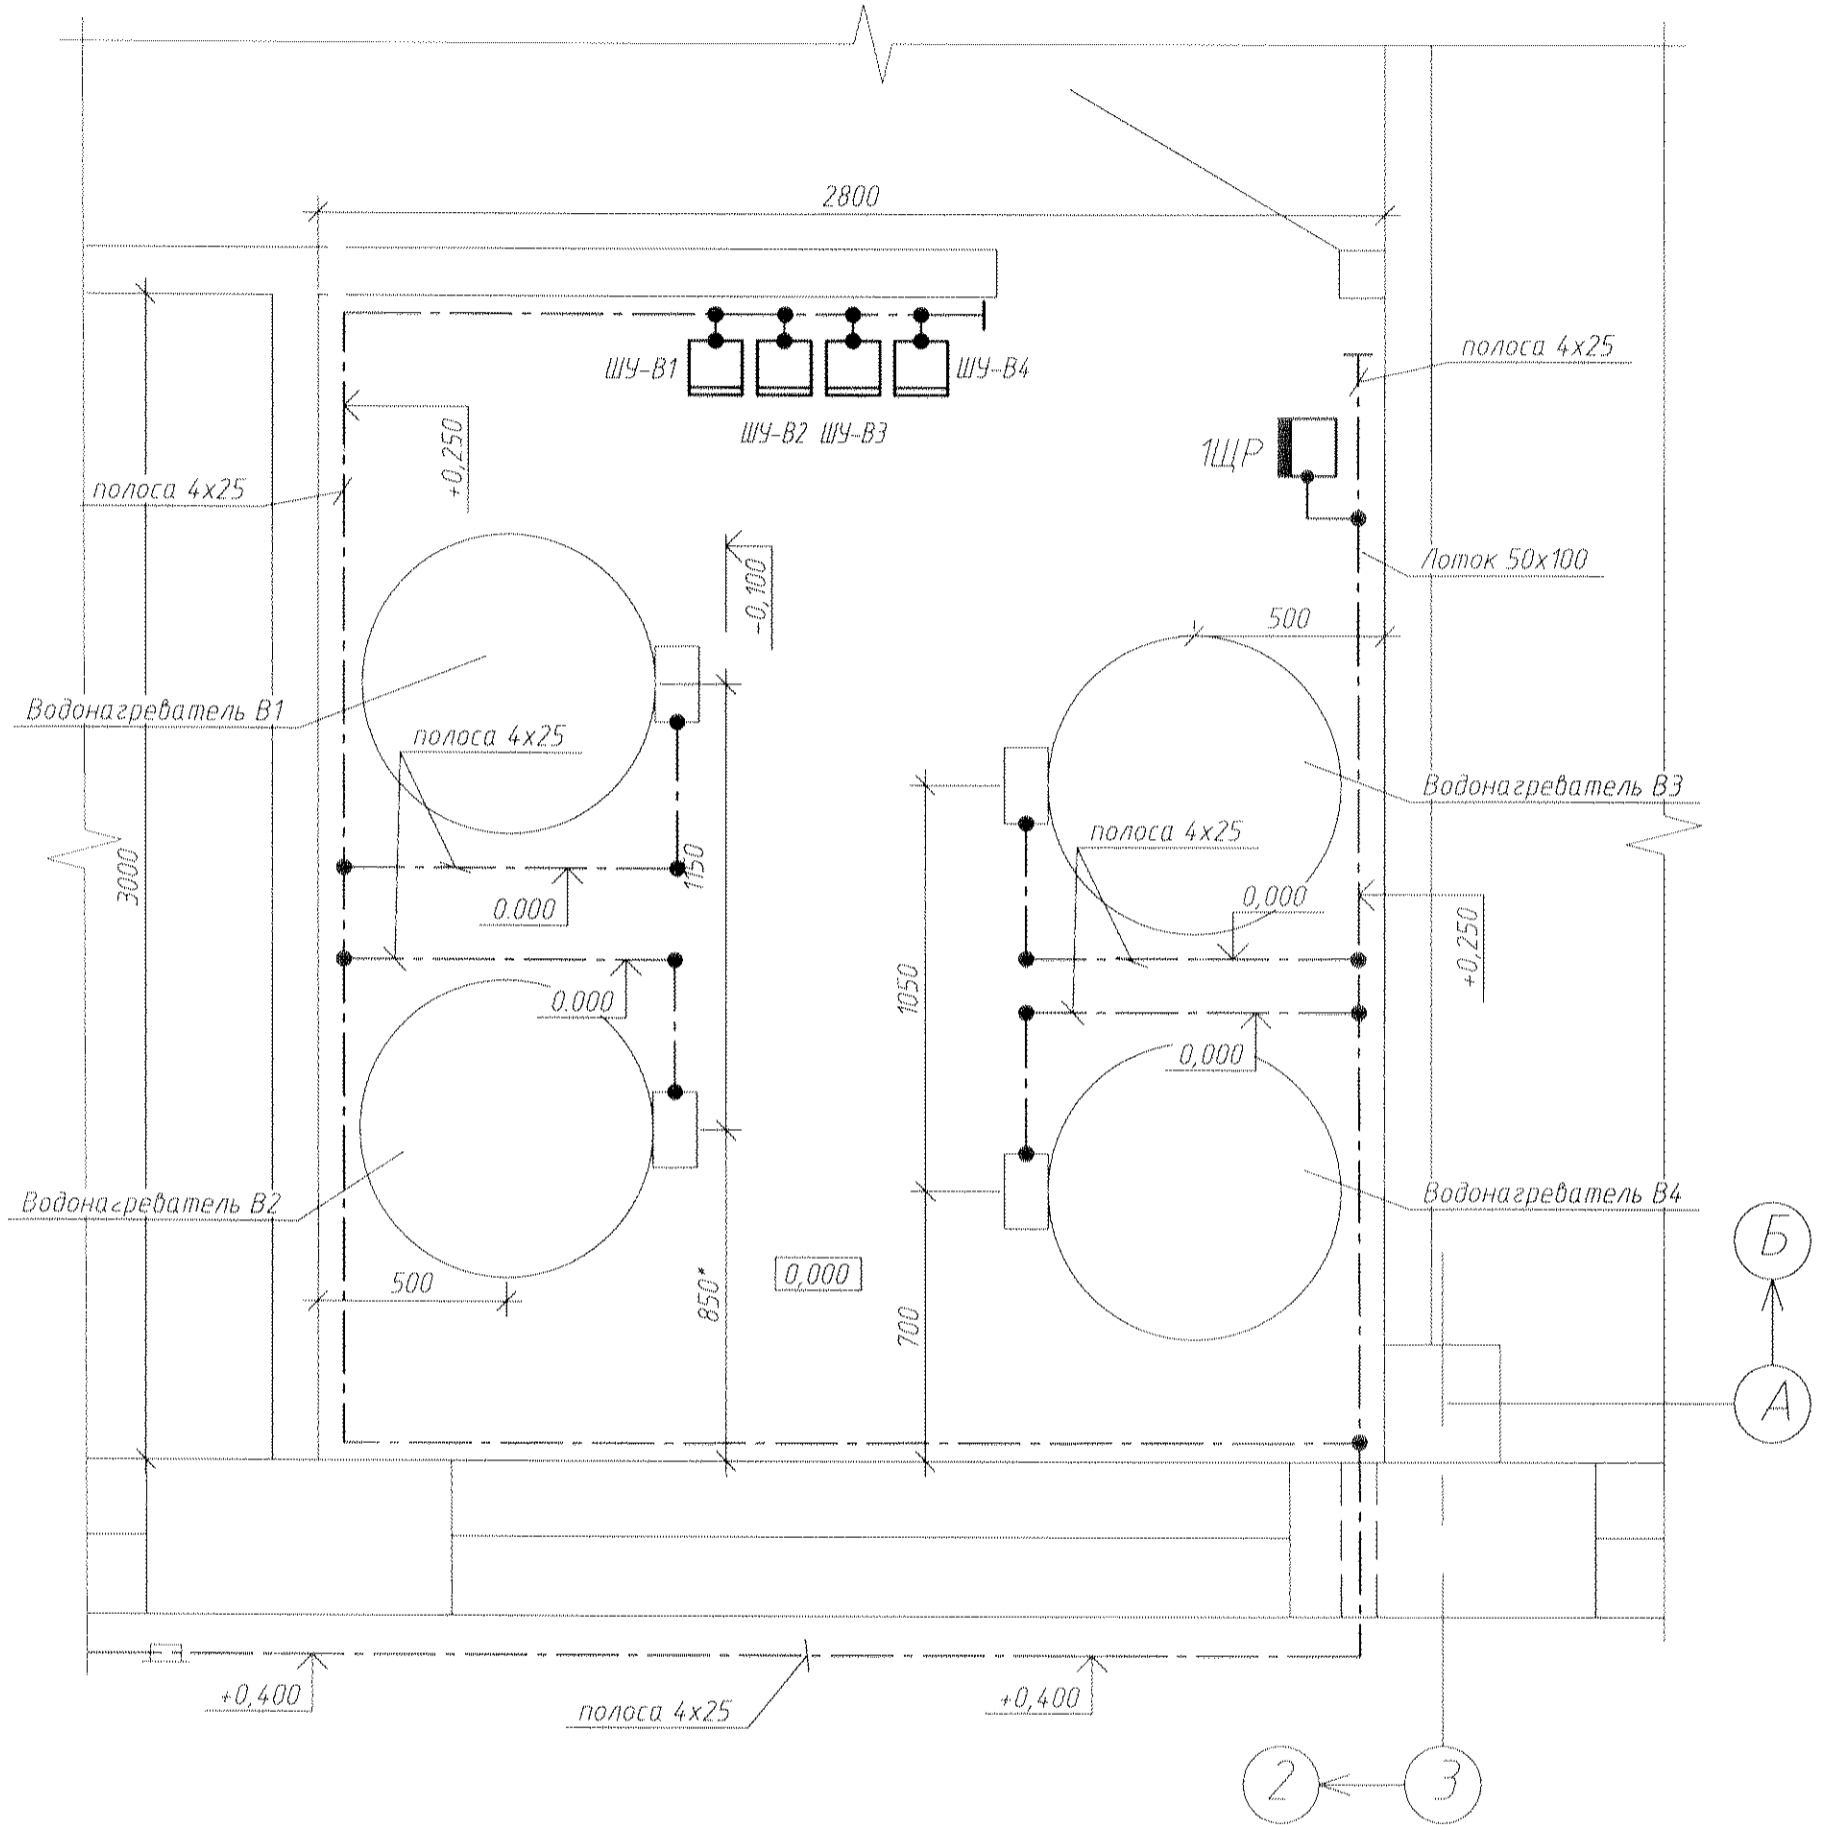 2800
полоса 4х25
ШУ-В1
ШУ-В4
ШУ-В2 ШУ-В3
1ЩР
+0,250
полоса 4х25
Лоток 50х100
-0,100
500
Водонагреватель В1
полоса 4х25
Водонагреватель В3
полоса 4х25
3000
1150
0.000
0,000
+0,250
0.000
1050
0,000
Водонагреватель В2
Водонагреватель В4
Б
500
850*
0,000
700
А
+0,400
полоса 4х25
+0,400
2
3